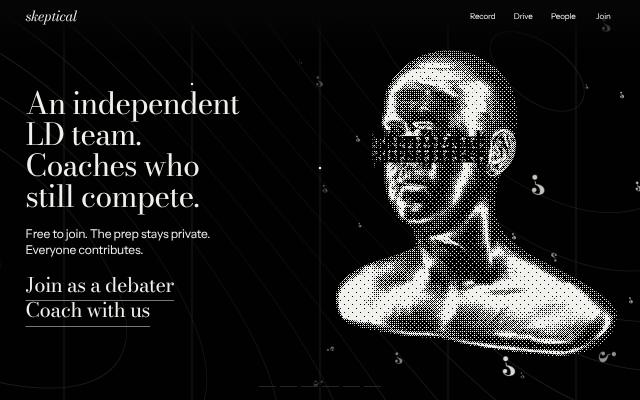 skeptical
Record
Drive
People
Join
An independent
LD team.
Coaches who
still compete.
Free to join. The prep stays private.
Everyone contributes.
Join as a debater
Coach with us